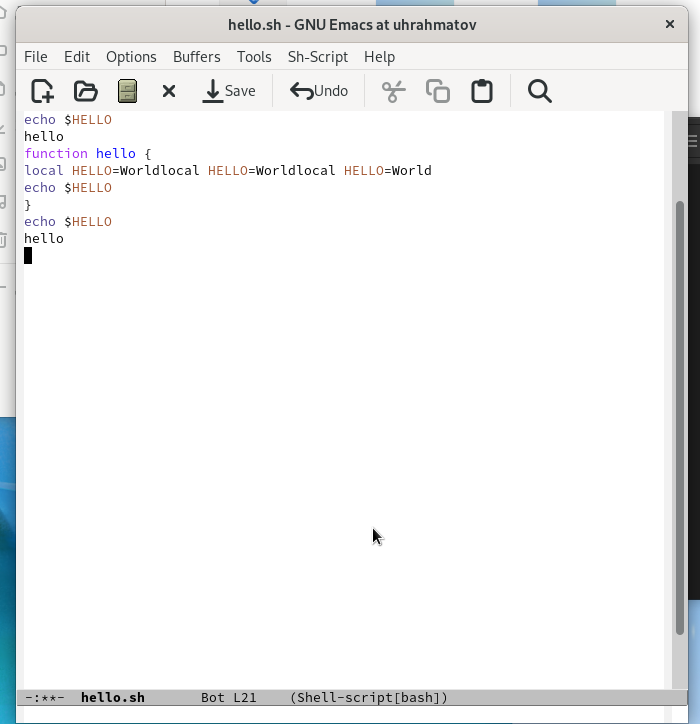 hello.sh - GNU Emacs at uhrahmatov
File Edit Options Buffers Tools Sh-Script Help
Save Undo
echo $HELLO
hello
function hello {
local HELLO=Worldlocal HELLO=Worldlocal HELLO=World
echo $HELLO
}
echo $HELLO
hello
-:**- hello.sh Bot L21 (Shell-script[bash])